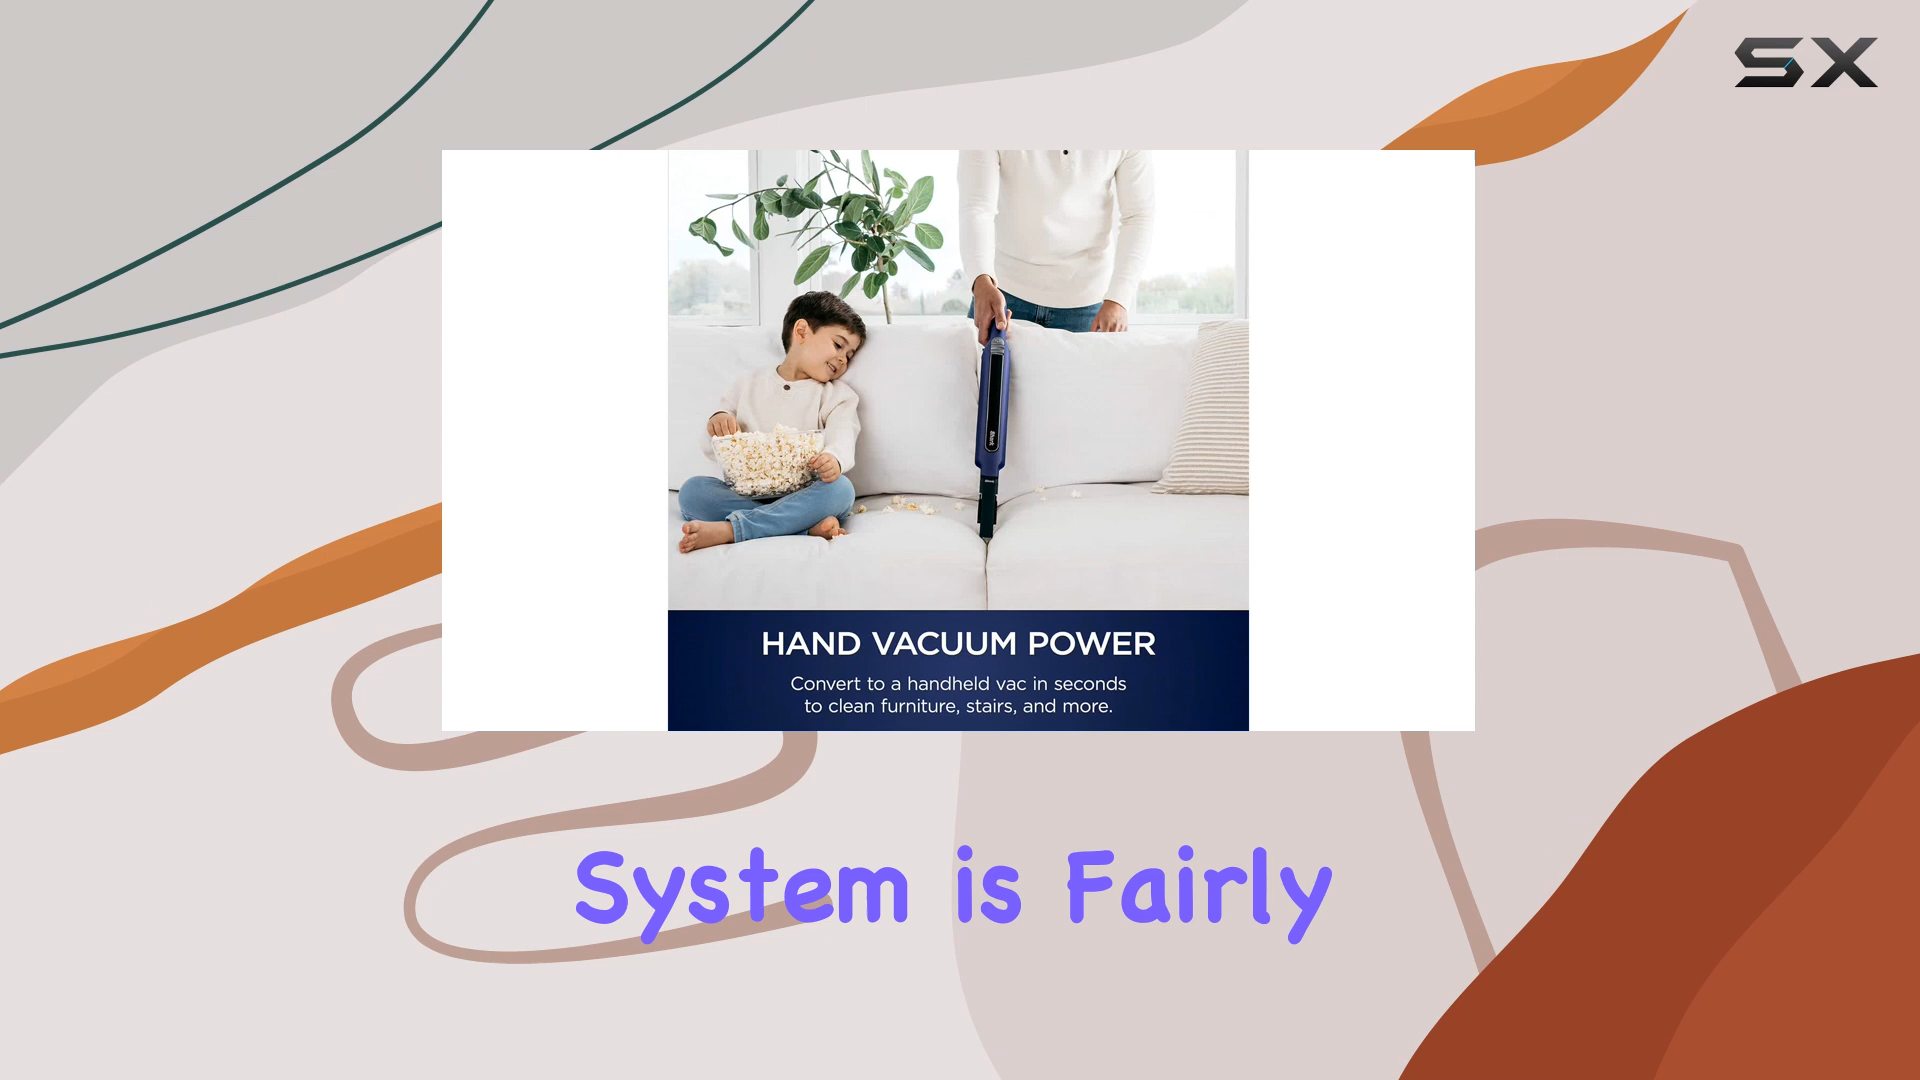 SX
Shark
HAND VACUUM POWER
Convert to a handheld vac in seconds
to clean furniture, stairs, and more.
System is Fairly